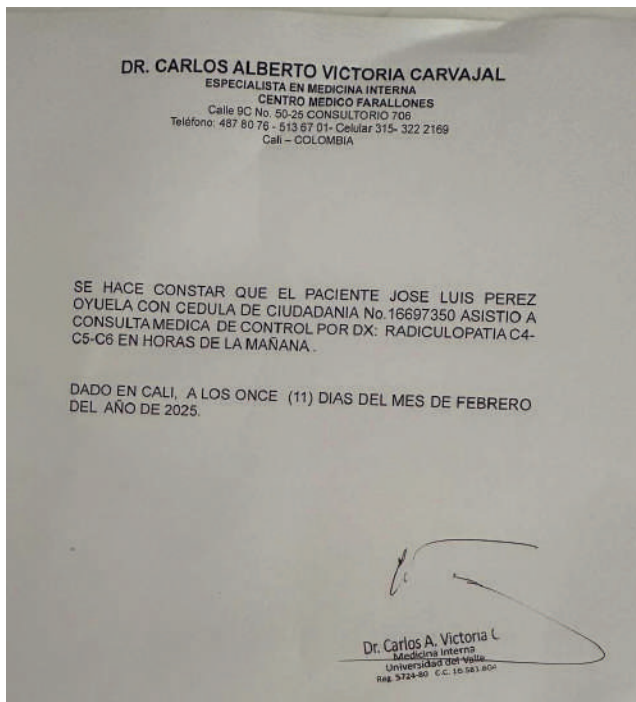 DR. CARLOS ALBERTO VICTORIA CARVAJAL
ESPECIALISTA EN MEDICINA INTERNA
CENTRO MEDICO FARALLONES
Calle 9C No. 50-25 CONSULTORIO 706
Teléfono: 487 80 76 - 513 67 01- Celular 315- 322 2169
Cali – COLOMBIA
SE HACE CONSTAR QUE EL PACIENTE JOSE LUIS PEREZ
OYUELA CON CEDULA DE CIUDADANIA No.16697350 ASISTIO A
CONSULTA MEDICA DE CONTROL POR DX: RADICULOPATIA C4-
C5-C6 EN HORAS DE LA MAÑANA .
DADO EN CALI, A LOS ONCE (11) DIAS DEL MES DE FEBRERO
DEL AÑO DE 2025.
Dr. Carlos A. Victoria C
Medicina Interna
Universidad del Valle
Reg. 5724-80 C.C.